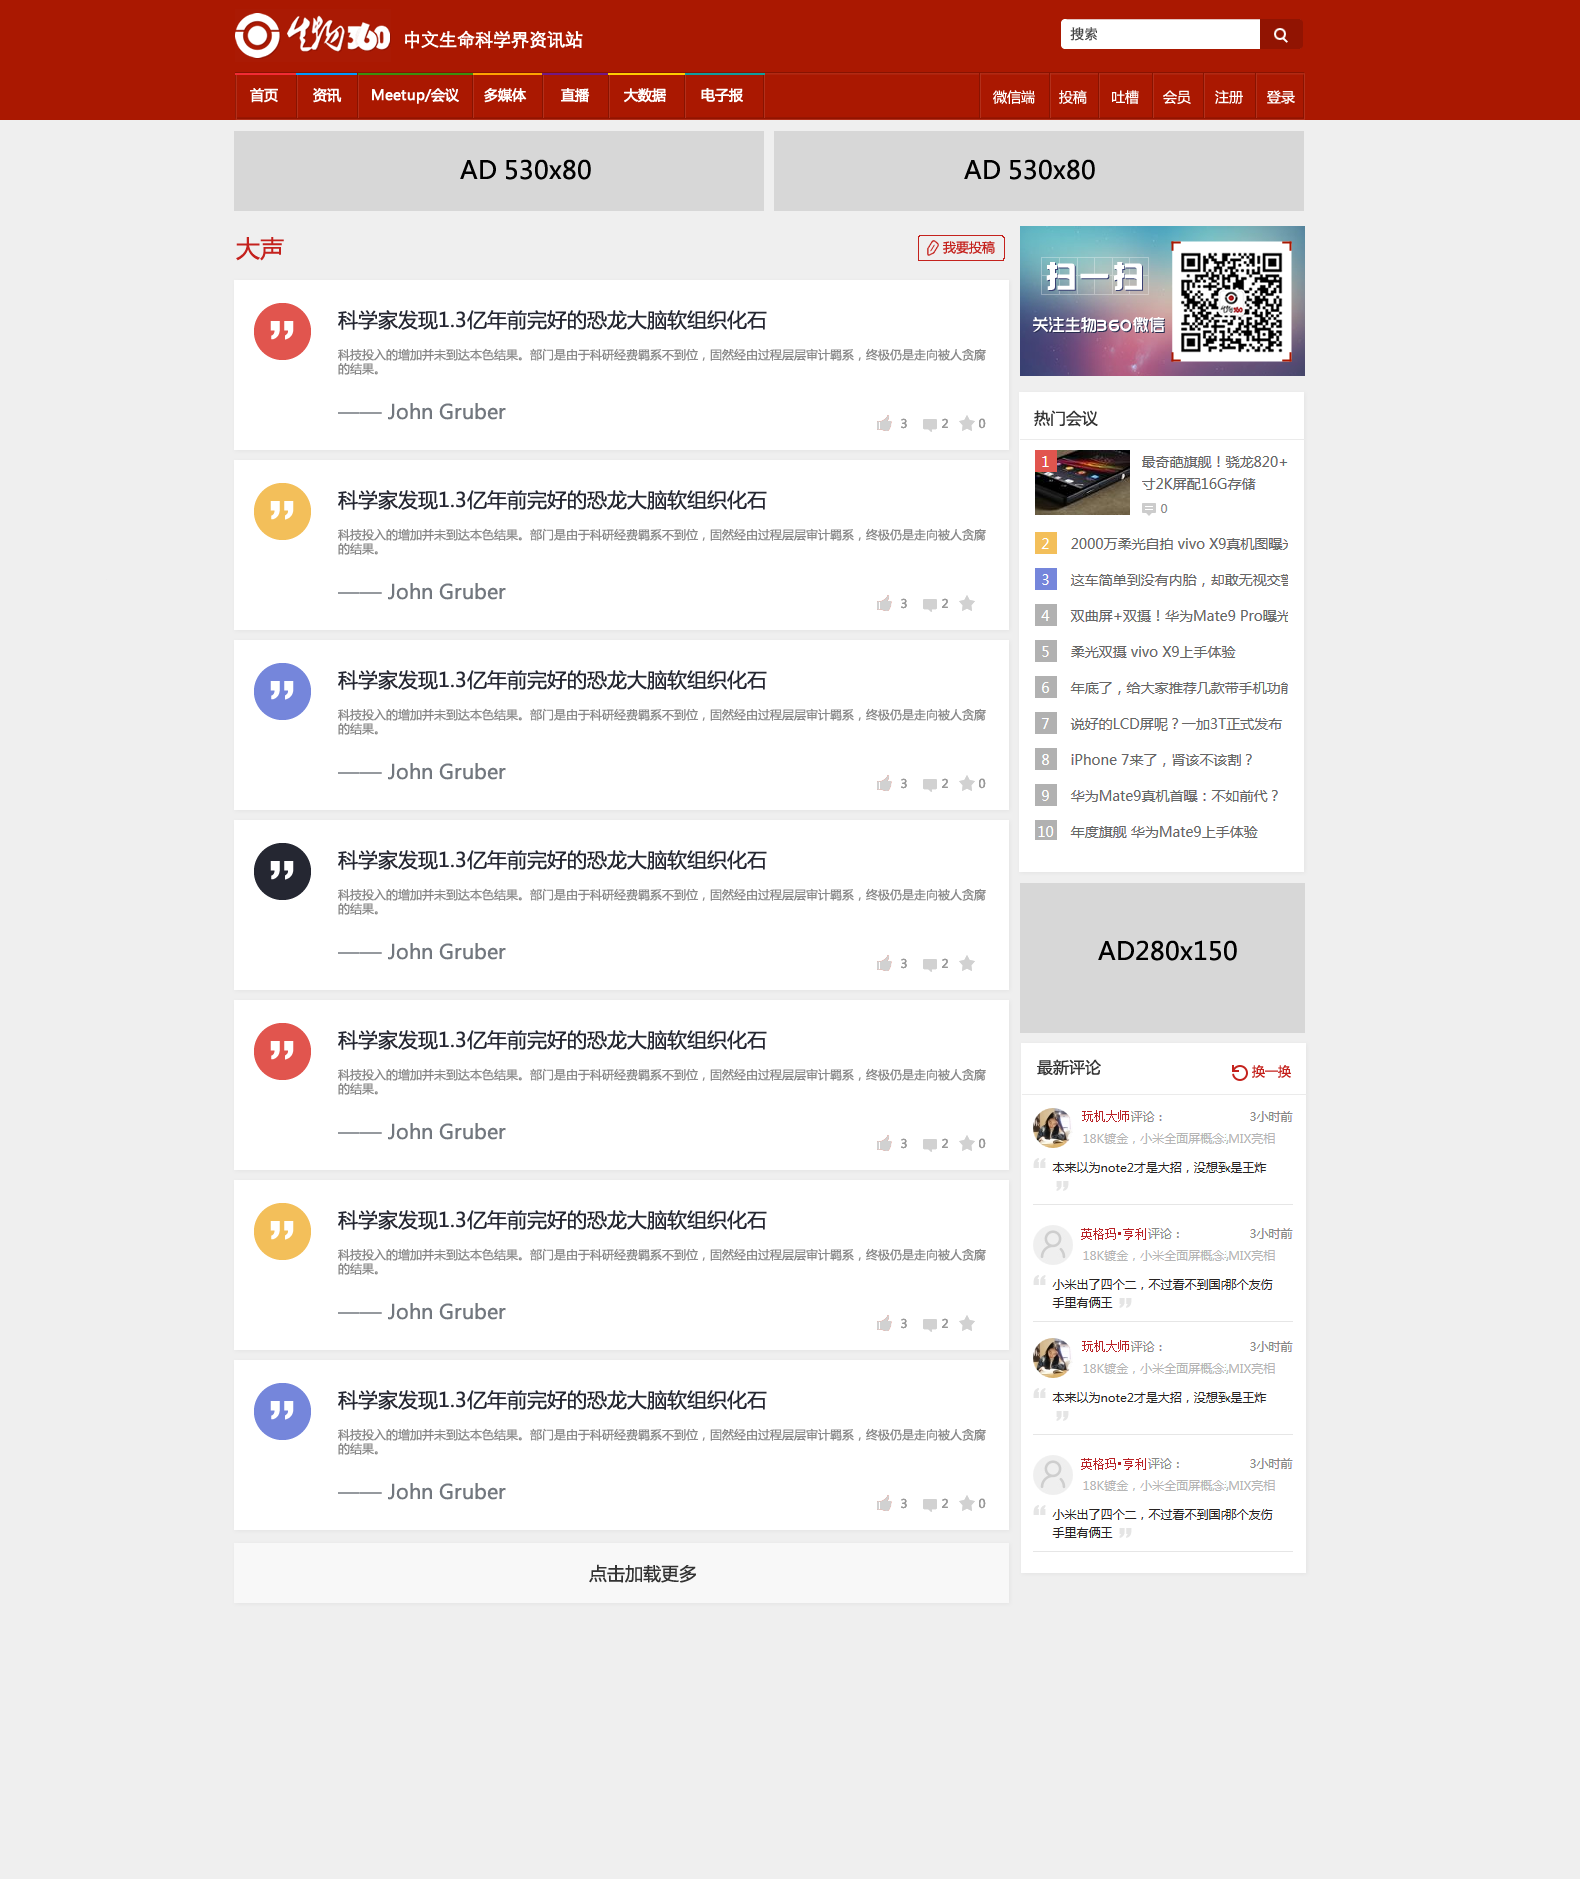 生物360 中文生命科学界资讯站
搜索
首页 资讯 Meetup/会议 多媒体 直播 大数据 电子报 微信端 投稿 吐槽 会员 注册 登录
AD 530x80
AD 530x80
大声
我要投稿
科学家发现1.3亿年前完好的恐龙大脑软组织化石
科技投入的增加并未到达本色结果。部门是由于科研经费羁系不到位，固然经由过程层层审计羁系，终极仍是走向被人贪腐
的结果。
—— John Gruber
3 2 0
科学家发现1.3亿年前完好的恐龙大脑软组织化石
科技投入的增加并未到达本色结果。部门是由于科研经费羁系不到位，固然经由过程层层审计羁系，终极仍是走向被人贪腐
的结果。
—— John Gruber
3 2
科学家发现1.3亿年前完好的恐龙大脑软组织化石
科技投入的增加并未到达本色结果。部门是由于科研经费羁系不到位，固然经由过程层层审计羁系，终极仍是走向被人贪腐
的结果。
—— John Gruber
3 2 0
科学家发现1.3亿年前完好的恐龙大脑软组织化石
科技投入的增加并未到达本色结果。部门是由于科研经费羁系不到位，固然经由过程层层审计羁系，终极仍是走向被人贪腐
的结果。
—— John Gruber
3 2
科学家发现1.3亿年前完好的恐龙大脑软组织化石
科技投入的增加并未到达本色结果。部门是由于科研经费羁系不到位，固然经由过程层层审计羁系，终极仍是走向被人贪腐
的结果。
—— John Gruber
3 2 0
科学家发现1.3亿年前完好的恐龙大脑软组织化石
科技投入的增加并未到达本色结果。部门是由于科研经费羁系不到位，固然经由过程层层审计羁系，终极仍是走向被人贪腐
的结果。
—— John Gruber
3 2
科学家发现1.3亿年前完好的恐龙大脑软组织化石
科技投入的增加并未到达本色结果。部门是由于科研经费羁系不到位，固然经由过程层层审计羁系，终极仍是走向被人贪腐
的结果。
—— John Gruber
3 2 0
点击加载更多
扫一扫
关注生物360微信
生物360
热门会议
1 最奇葩旗舰！骁龙820+
寸2K屏配16G存储
0
2 2000万柔光自拍 vivo X9真机图曝光
3 这车简单到没有内胎，却敢无视交警
4 双曲屏+双摄！华为Mate9 Pro曝光
5 柔光双摄 vivo X9上手体验
6 年底了，给大家推荐几款带手机功能
7 说好的LCD屏呢？一加3T正式发布
8 iPhone 7来了，肾该不该割？
9 华为Mate9真机首曝：不如前代？
10 年度旗舰 华为Mate9上手体验
AD280x150
最新评论 换一换
玩机大师评论： 3小时前
18K镀金，小米全面屏概念MIX亮相
“ 本来以为note2才是大招，没想到是王炸
”
英格玛•亨利评论： 3小时前
18K镀金，小米全面屏概念MIX亮相
“ 小米出了四个二，不过看不到国内那个友伤
手里有俩王 ”
玩机大师评论： 3小时前
18K镀金，小米全面屏概念MIX亮相
“ 本来以为note2才是大招，没想到是王炸
”
英格玛•亨利评论： 3小时前
18K镀金，小米全面屏概念MIX亮相
“ 小米出了四个二，不过看不到国内那个友伤
手里有俩王 ”